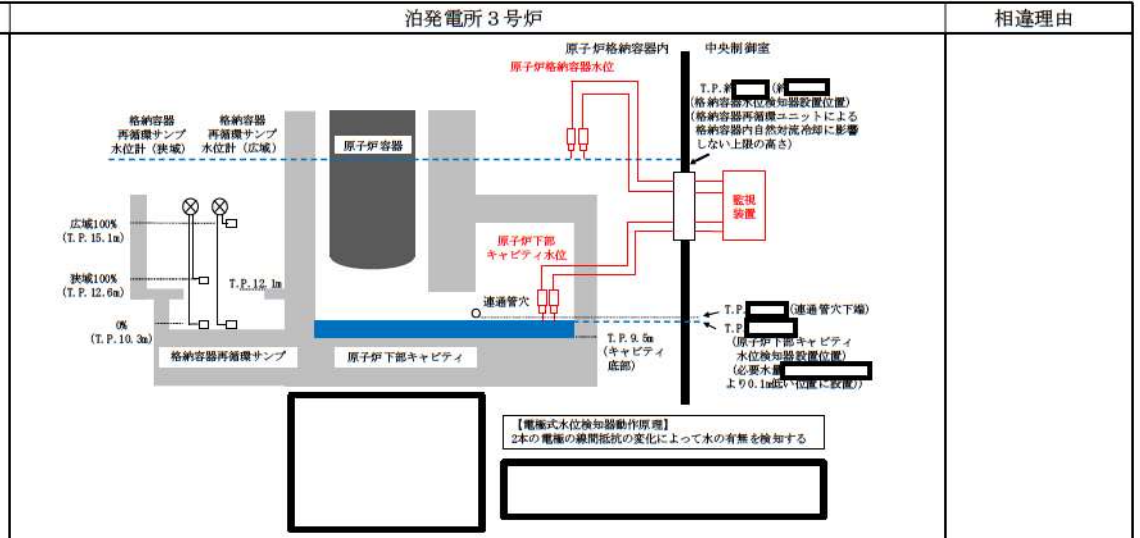 泊発電所３号炉
相違理由
原子炉格納容器内
中央制御室
原子炉格納容器水位
T.P.約
(約
(格納容器水位検知器設置位置)
(格納容器再循環ユニットによる
格納容器内自然対流冷却に影響
しない上限の高さ)
格納容器
再循環サンプ
水位計（狭域）
格納容器
再循環サンプ
水位計（広域）
原子炉容器
監視
装置
広域100%
(T.P.15.1m)
原子炉下部
キャビティ水位
狭域100%
(T.P.12.6m)
T.P.12.1m
連通管穴
T.P.
(連通管穴下端)
0%
(T.P.10.3m)
T.P.
(原子炉下部キャビティ
水位検知器設置位置)
(必要水量
より0.1m低い位置に設置))
T.P.9.5m
(キャビティ
底部)
格納容器再循環サンプ
原子炉下部キャビティ
【電極式水位検知器動作原理】
2本の電極の線間抵抗の変化によって水の有無を検知する